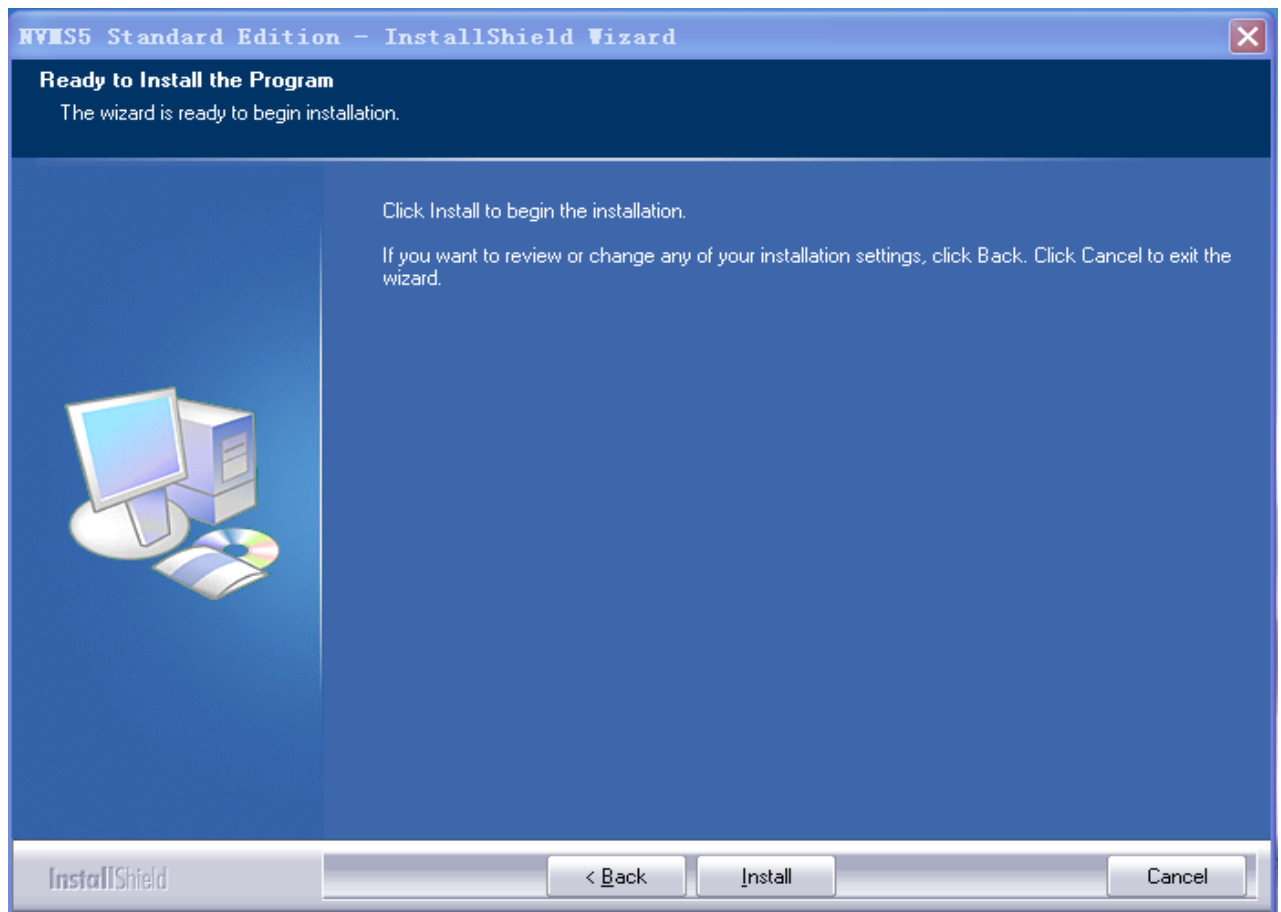 NVMS5 Standard Edition - InstallShield Wizard
Ready to Install the Program
The wizard is ready to begin installation.
Click Install to begin the installation.
If you want to review or change any of your installation settings, click Back. Click Cancel to exit the
wizard.
InstallShield
< Back
Install
Cancel